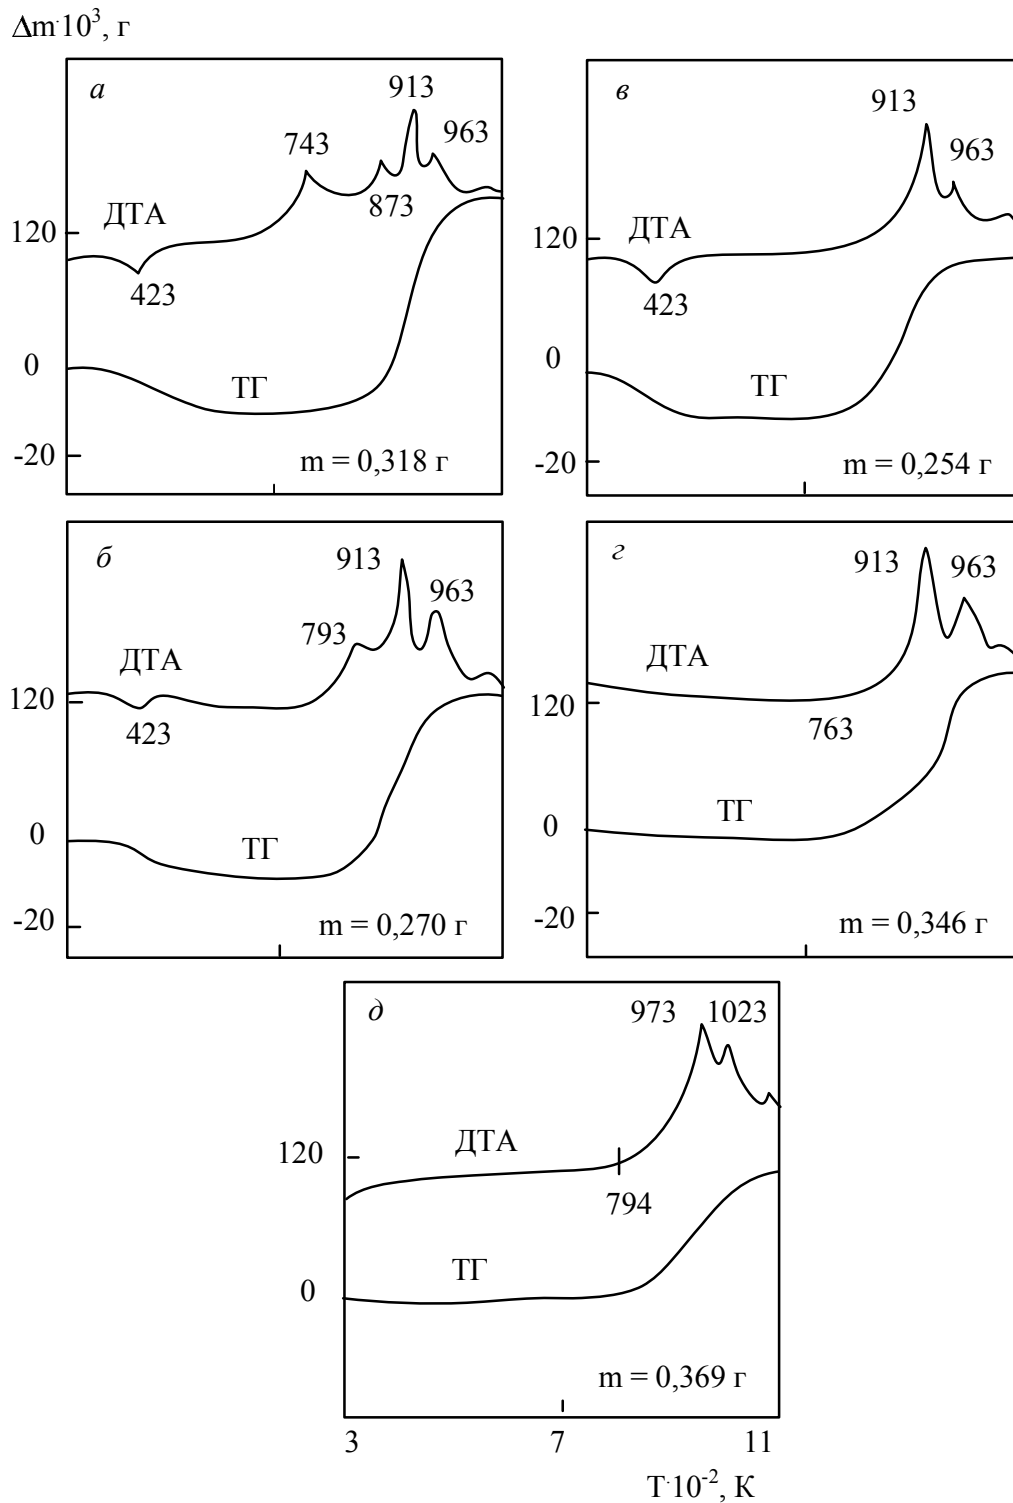 Δm·10³, г
а
913
963
743
873
ДТА
120
423
0
ТГ
-20
m = 0,318 г
в
913
963
ДТА
120
423
0
ТГ
-20
m = 0,254 г
б
913
963
793
ДТА
120
423
0
ТГ
-20
m = 0,270 г
г
913
963
ДТА
120
763
0
ТГ
-20
m = 0,346 г
д
973 1023
120
ДТА
794
0
ТГ
m = 0,369 г
3 7 11
T·10⁻², К